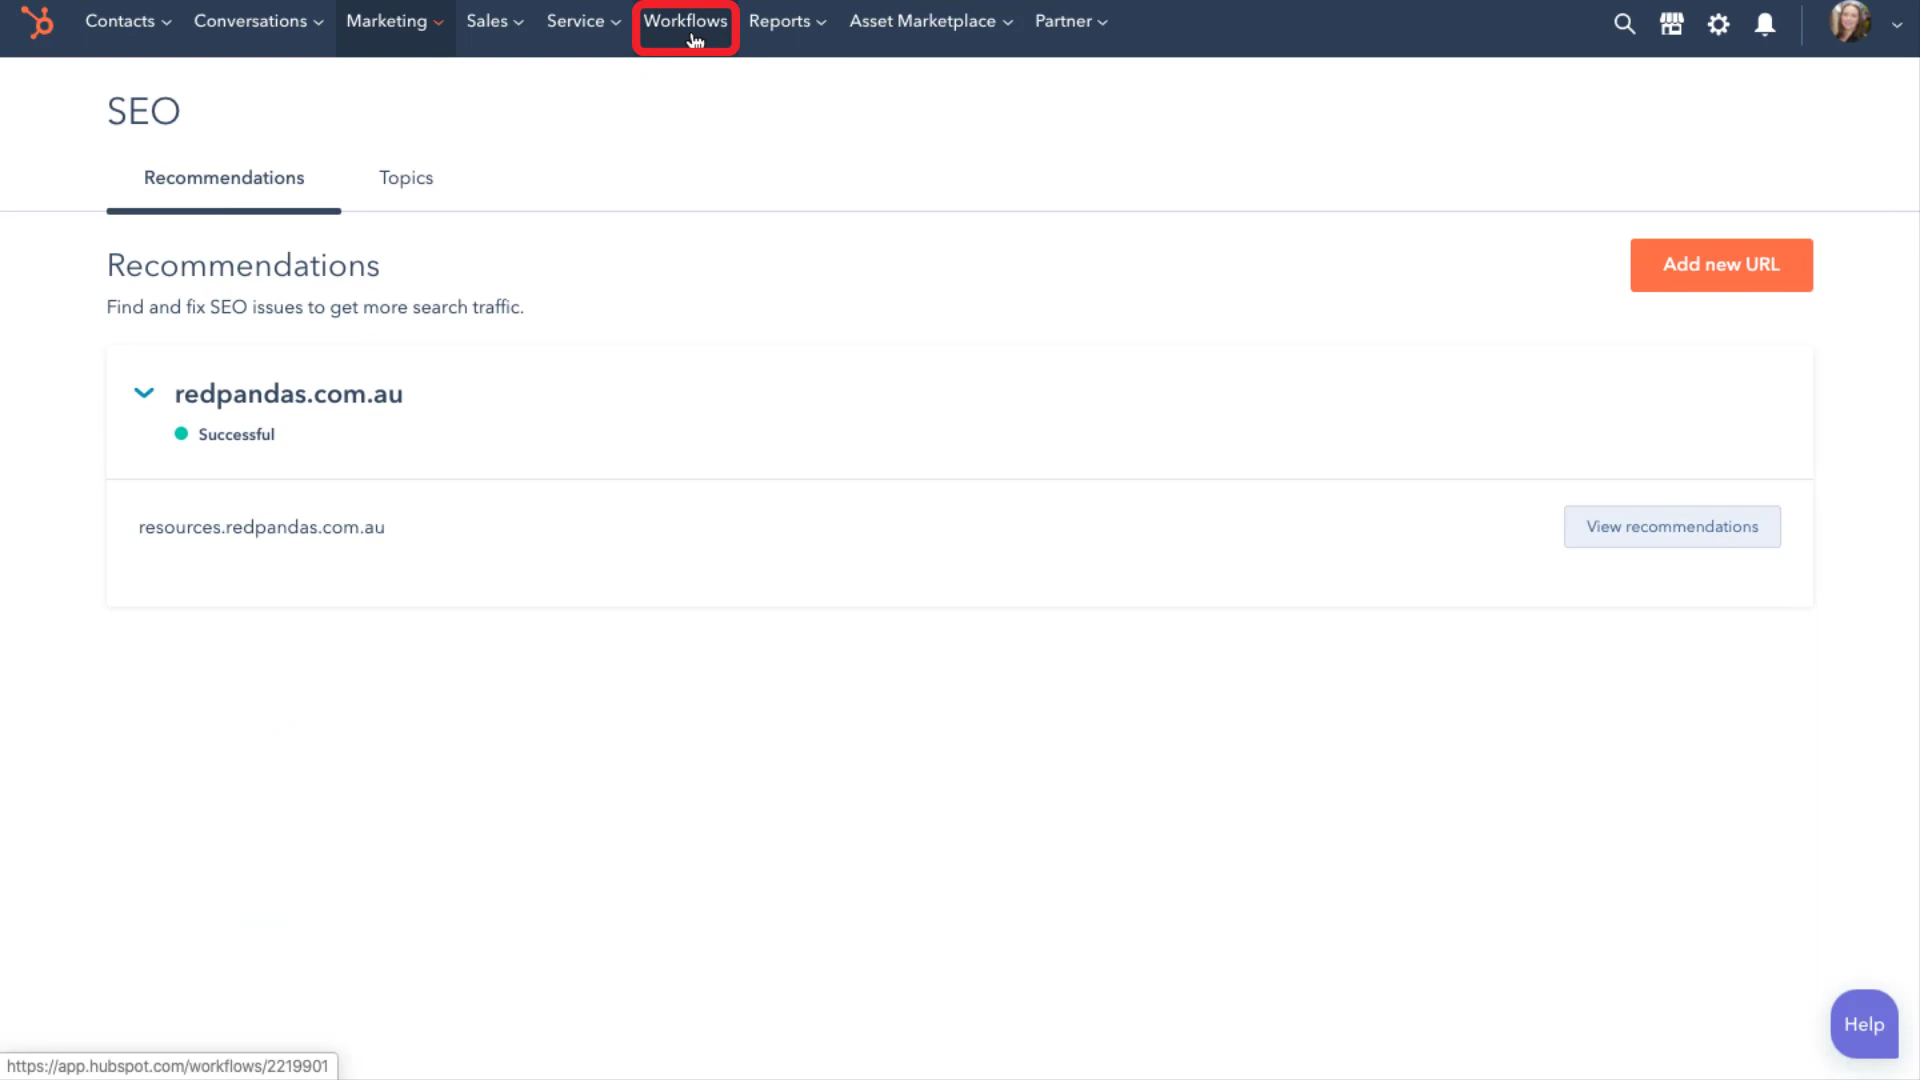 Contacts Conversations Marketing Sales Service Workflows Reports Asset Marketplace Partner
SEO
Recommendations Topics
Recommendations
Add new URL
Find and fix SEO issues to get more search traffic.
redpandas.com.au
Successful
resources.redpandas.com.au View recommendations
Help
https://app.hubspot.com/workflows/2219901